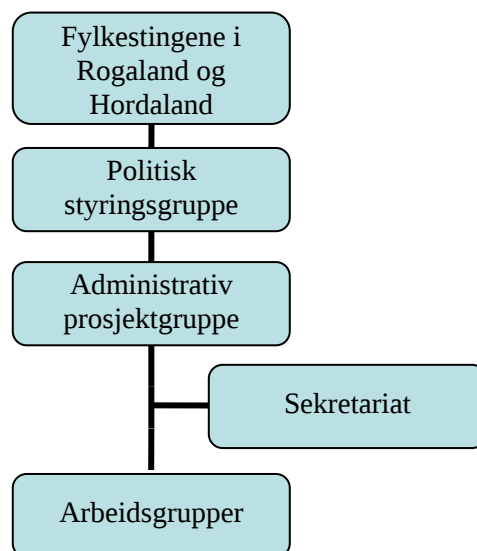 Fylkestingene i
Rogaland og
Hordaland
Politisk
styringsgruppe
Administrativ
prosjektgruppe
Sekretariat
Arbeidsgrupper